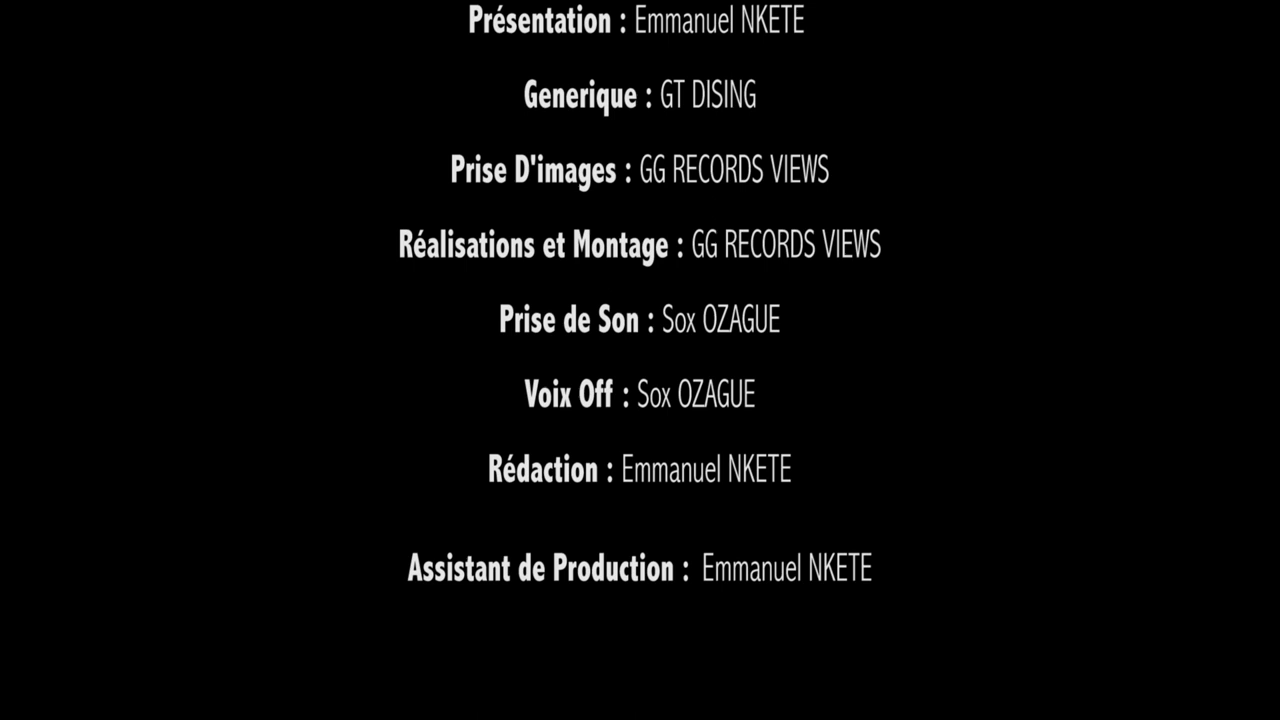 Présentation : Emmanuel NKETE
Generique : GT DISING
Prise D'images : GG RECORDS VIEWS
Réalisations et Montage : GG RECORDS VIEWS
Prise de Son : Sox OZAGUE
Voix Off : Sox OZAGUE
Rédaction : Emmanuel NKETE
Assistant de Production : Emmanuel NKETE